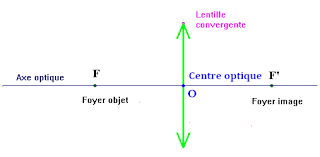 Lentille
convergente
Axe optique
F
Centre optique
F'
O
Foyer objet
Foyer image